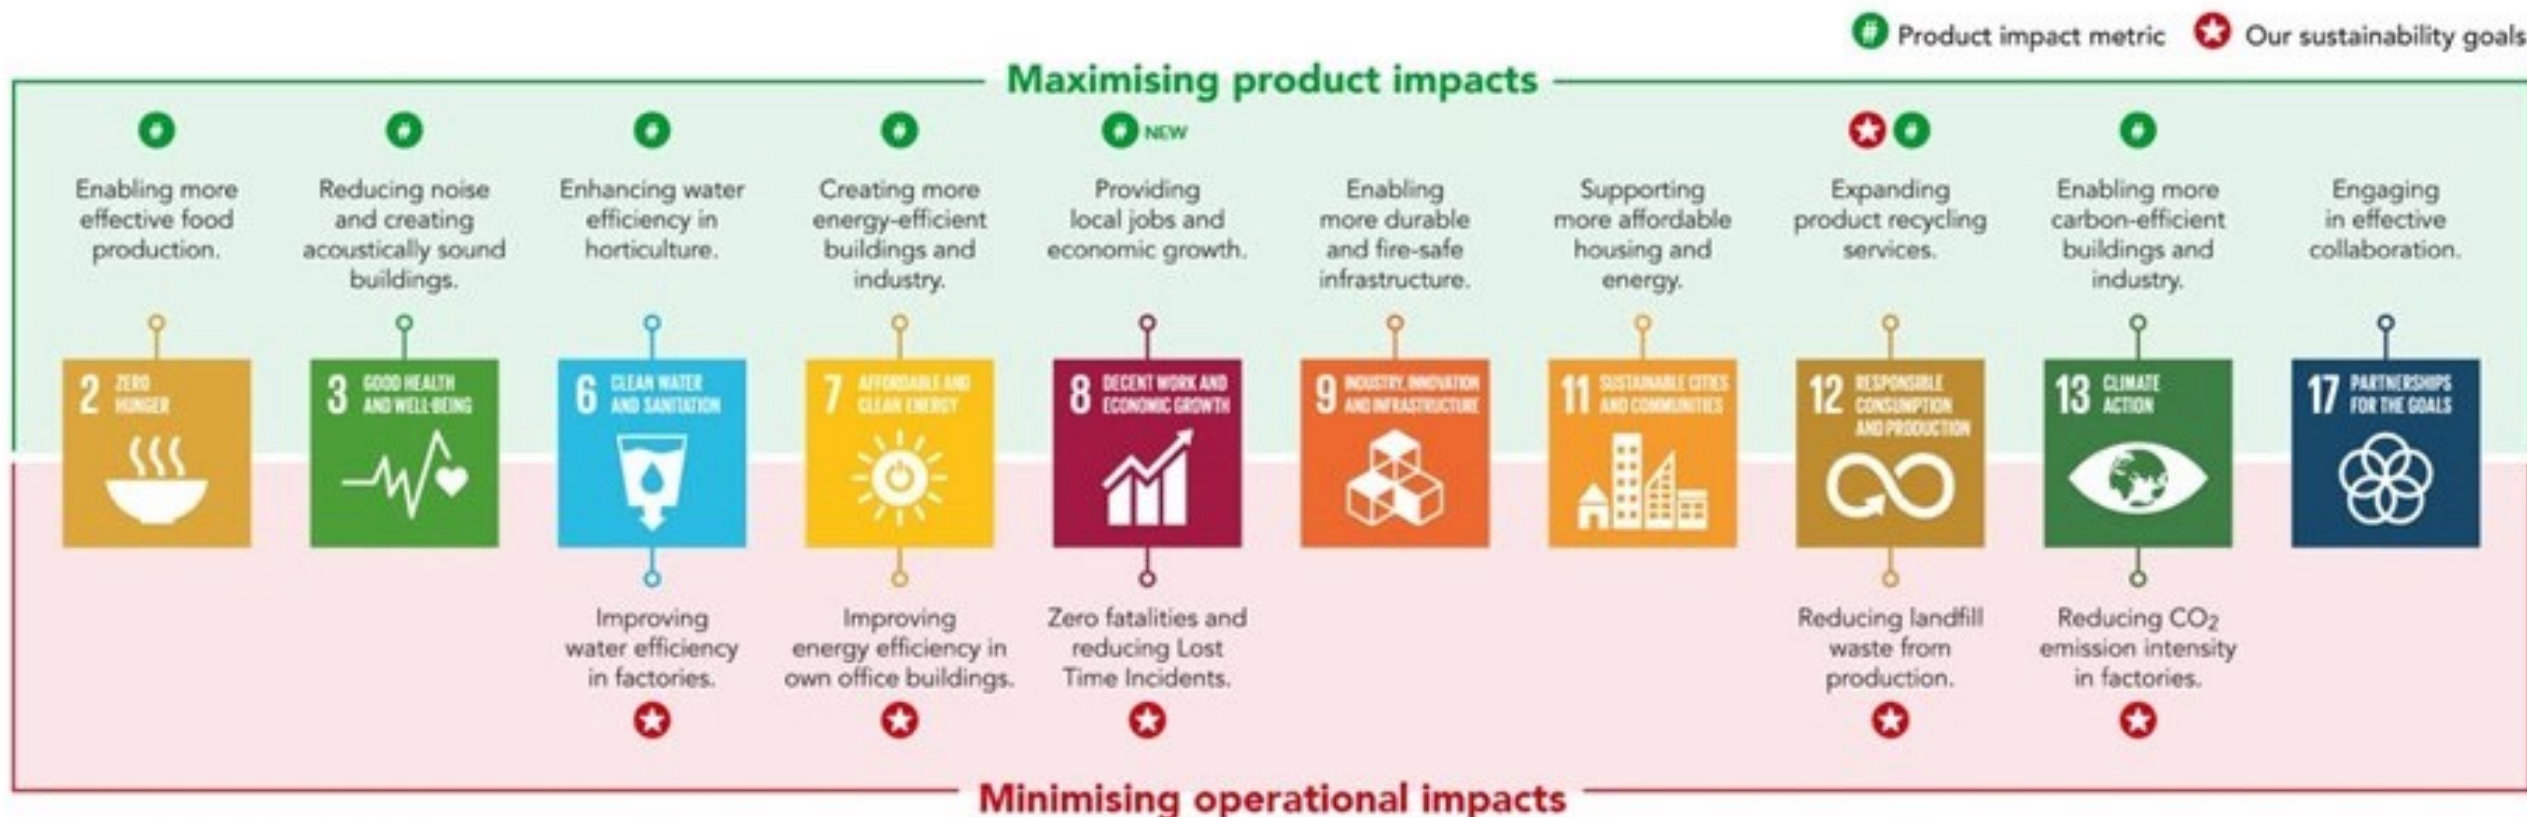 # Product impact metric ★ Our sustainability goals
Maximising product impacts
#
Enabling more
effective food
production.
#
Reducing noise
and creating
acoustically sound
buildings.
#
Enhancing water
efficiency in
horticulture.
#
Creating more
energy-efficient
buildings and
industry.
# NEW
Providing
local jobs and
economic growth.
Enabling
more durable
and fire-safe
infrastructure.
Supporting
more affordable
housing and
energy.
★ #
Expanding
product recycling
services.
#
Enabling more
carbon-efficient
buildings and
industry.
Engaging
in effective
collaboration.
2 ZERO
HUNGER
3 GOOD HEALTH
AND WELL-BEING
6 CLEAN WATER
AND SANITATION
7 AFFORDABLE AND
CLEAN ENERGY
8 DECENT WORK AND
ECONOMIC GROWTH
9 INDUSTRY, INNOVATION
AND INFRASTRUCTURE
11 SUSTAINABLE CITIES
AND COMMUNITIES
12 RESPONSIBLE
CONSUMPTION
AND PRODUCTION
13 CLIMATE
ACTION
17 PARTNERSHIPS
FOR THE GOALS
Improving
water efficiency
in factories.
★
Improving
energy efficiency in
own office buildings.
★
Zero fatalities and
reducing Lost
Time Incidents.
★
Reducing landfill
waste from
production.
★
Reducing CO2
emission intensity
in factories.
★
Minimising operational impacts